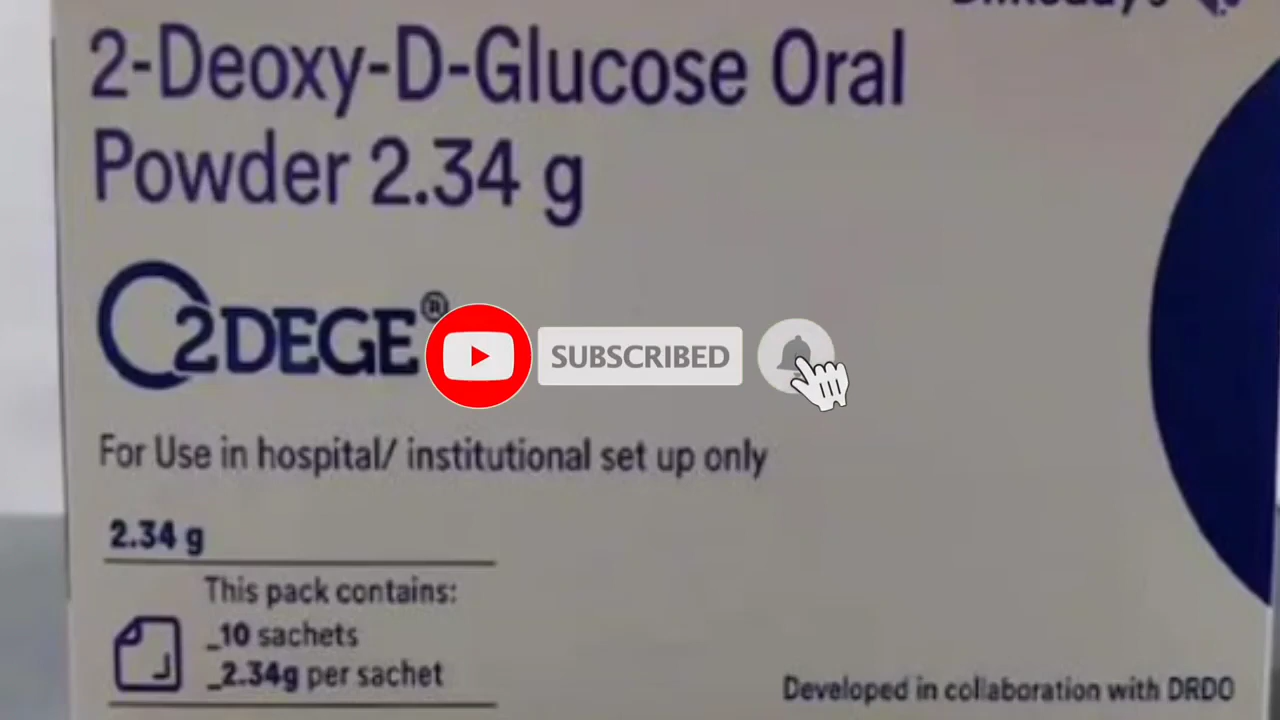 2-Deoxy-D-Glucose Oral
Powder 2.34 g
2DEGE®
SUBSCRIBED
For Use in hospital/ institutional set up only
2.34 g
This pack contains:
_10 sachets
_2.34g per sachet
Developed in collaboration with DRDO